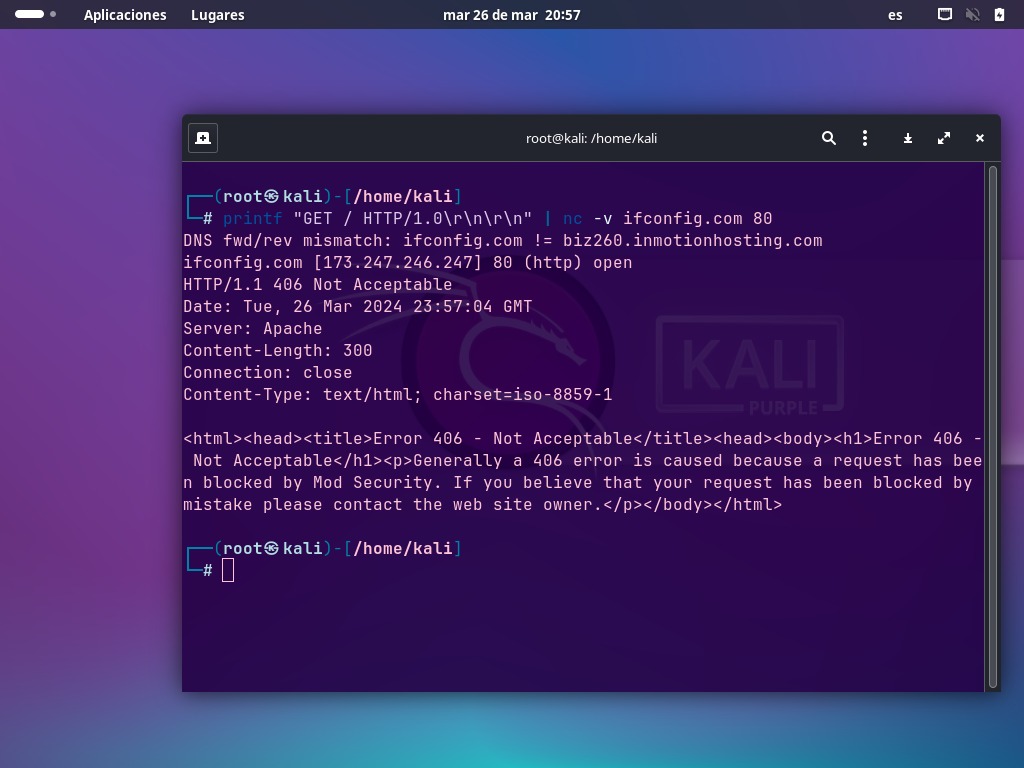 Aplicaciones Lugares mar 26 de mar 20:57 es
root@kali: /home/kali
┌──(root㉿kali)-[/home/kali]
└─# printf "GET / HTTP/1.0\r\n\r\n" | nc -v ifconfig.com 80
DNS fwd/rev mismatch: ifconfig.com != biz260.inmotionhosting.com
ifconfig.com [173.247.246.247] 80 (http) open
HTTP/1.1 406 Not Acceptable
Date: Tue, 26 Mar 2024 23:57:04 GMT
Server: Apache
Content-Length: 300
Connection: close
Content-Type: text/html; charset=iso-8859-1
<html><head><title>Error 406 - Not Acceptable</title><head><body><h1>Error 406 -
 Not Acceptable</h1><p>Generally a 406 error is caused because a request has bee
n blocked by Mod Security. If you believe that your request has been blocked by
mistake please contact the web site owner.</p></body></html>
┌──(root㉿kali)-[/home/kali]
└─#
KALI
PURPLE